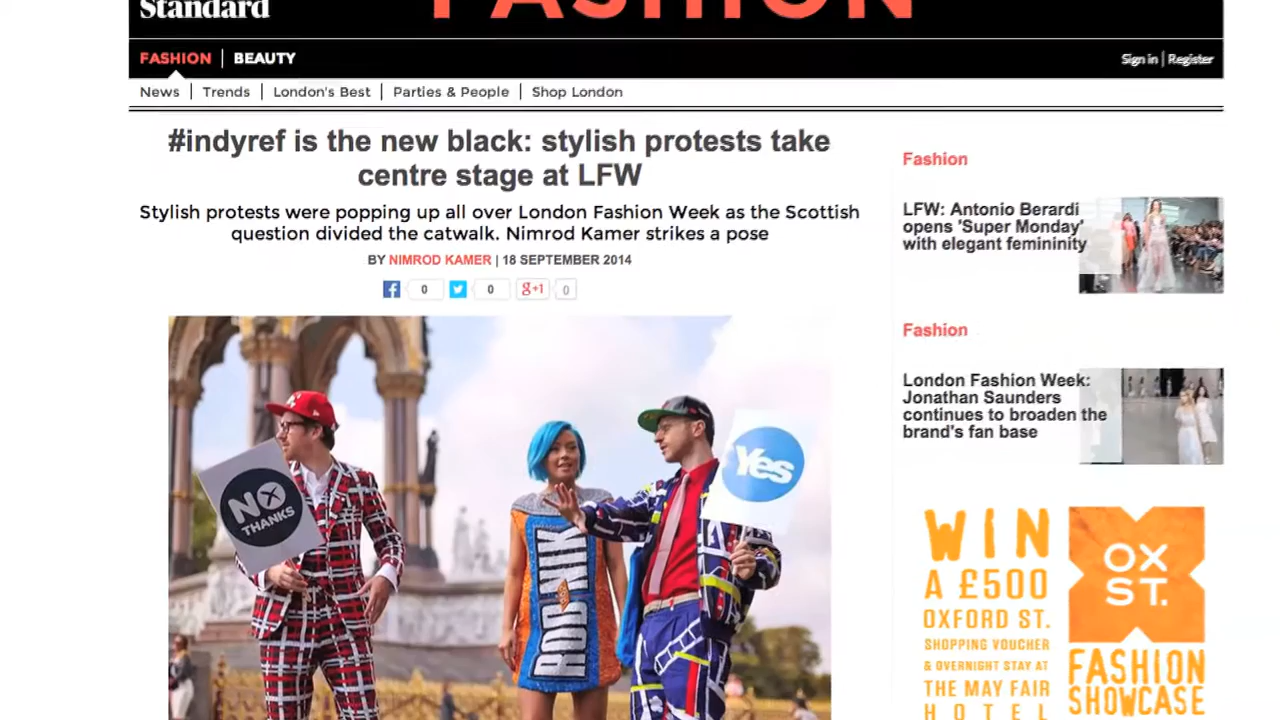 Standard
FASHION
FASHION | BEAUTY
Sign in | Register
News | Trends | London's Best | Parties & People | Shop London
#indyref is the new black: stylish protests take
centre stage at LFW
Stylish protests were popping up all over London Fashion Week as the Scottish
question divided the catwalk. Nimrod Kamer strikes a pose
BY NIMROD KAMER | 18 SEPTEMBER 2014
0
0
g+1
0
NO
THANKS
Yes
ROB NIK
Fashion
LFW: Antonio Berardi
opens 'Super Monday'
with elegant femininity
Fashion
London Fashion Week:
Jonathan Saunders
continues to broaden the
brand's fan base
WIN
A £500
OXFORD ST.
SHOPPING VOUCHER
& OVERNIGHT STAY AT
THE MAY FAIR
HOTEL
OX
ST.
FASHION
SHOWCASE